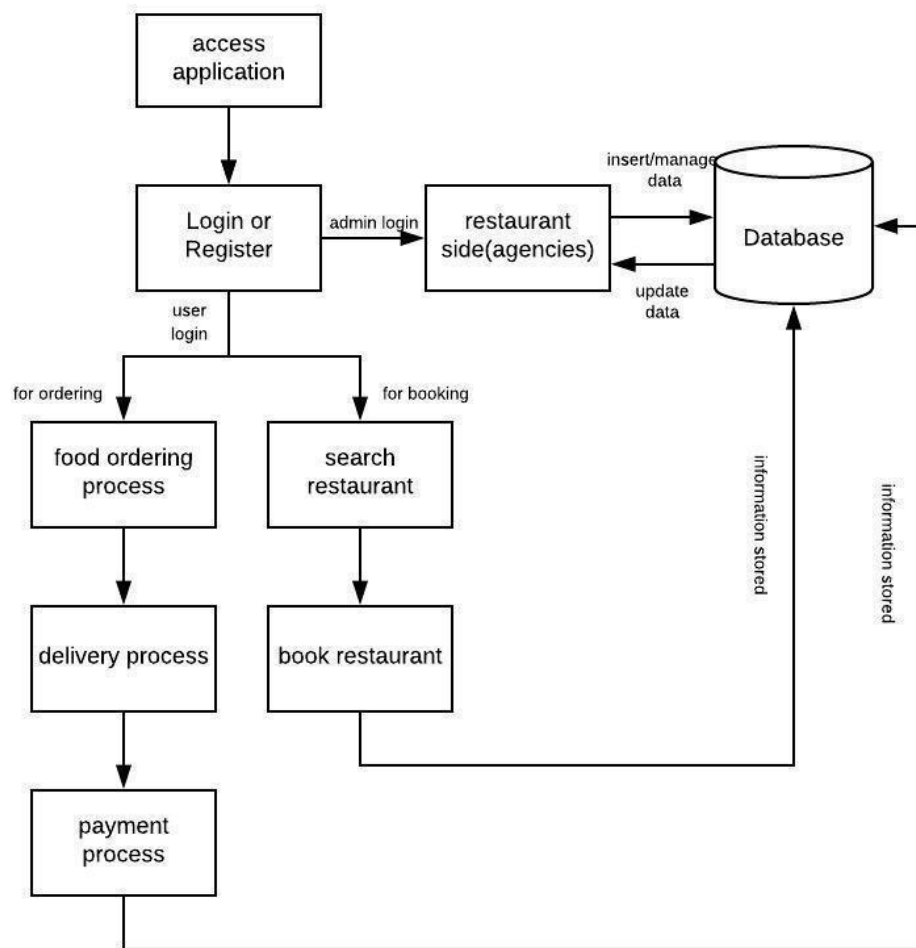 access
application
Login or
Register
admin login
restaurant
side(agencies)
insert/manage
data
Database
update
data
user
login
for ordering
for booking
food ordering
process
search
restaurant
information stored
information stored
delivery process
book restaurant
payment
process